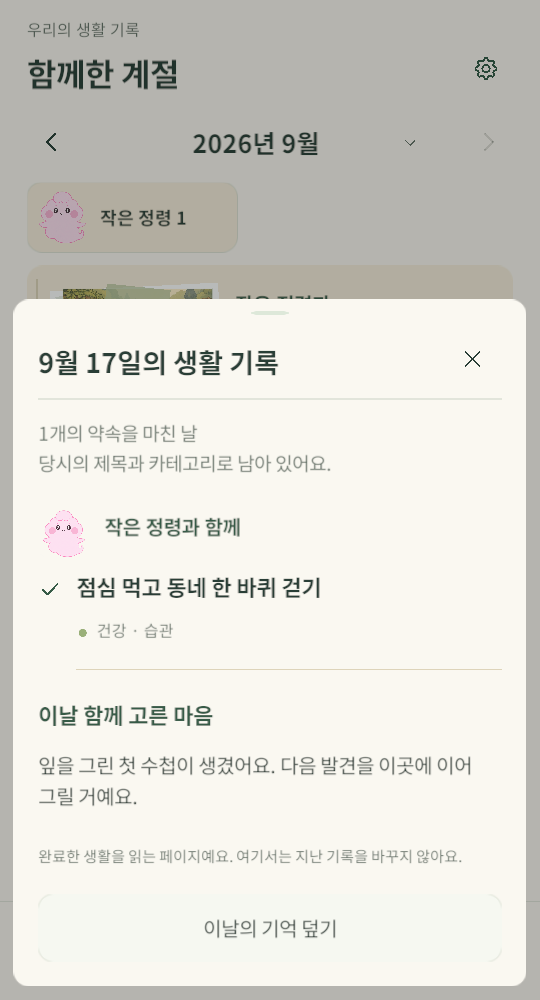 우리의 생활 기록
함께한 계절
2026년 9월
작은 정령 1
9월 17일의 생활 기록
1개의 약속을 마친 날
당시의 제목과 카테고리로 남아 있어요.
작은 정령과 함께
점심 먹고 동네 한 바퀴 걷기
건강 · 습관
이날 함께 고른 마음
잎을 그린 첫 수첩이 생겼어요. 다음 발견을 이곳에 이어
그릴 거예요.
완료한 생활을 읽는 페이지예요. 여기서는 지난 기록을 바꾸지 않아요.
이날의 기억 덮기